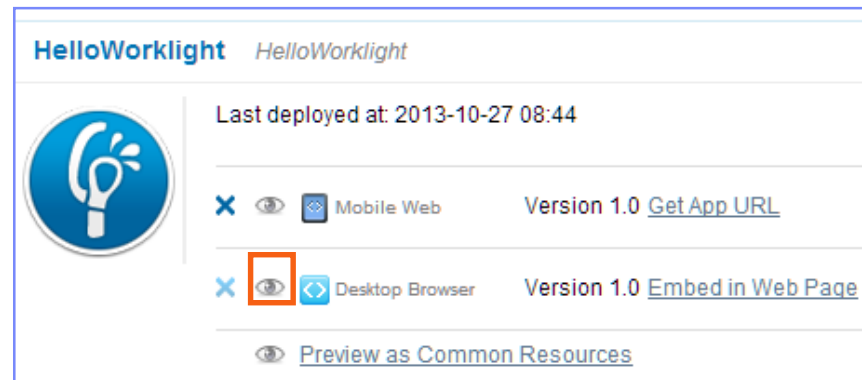 HelloWorklight HelloWorklight
Last deployed at: 2013-10-27 08:44
Mobile Web Version 1.0 Get App URL
Desktop Browser Version 1.0 Embed in Web Page
Preview as Common Resources